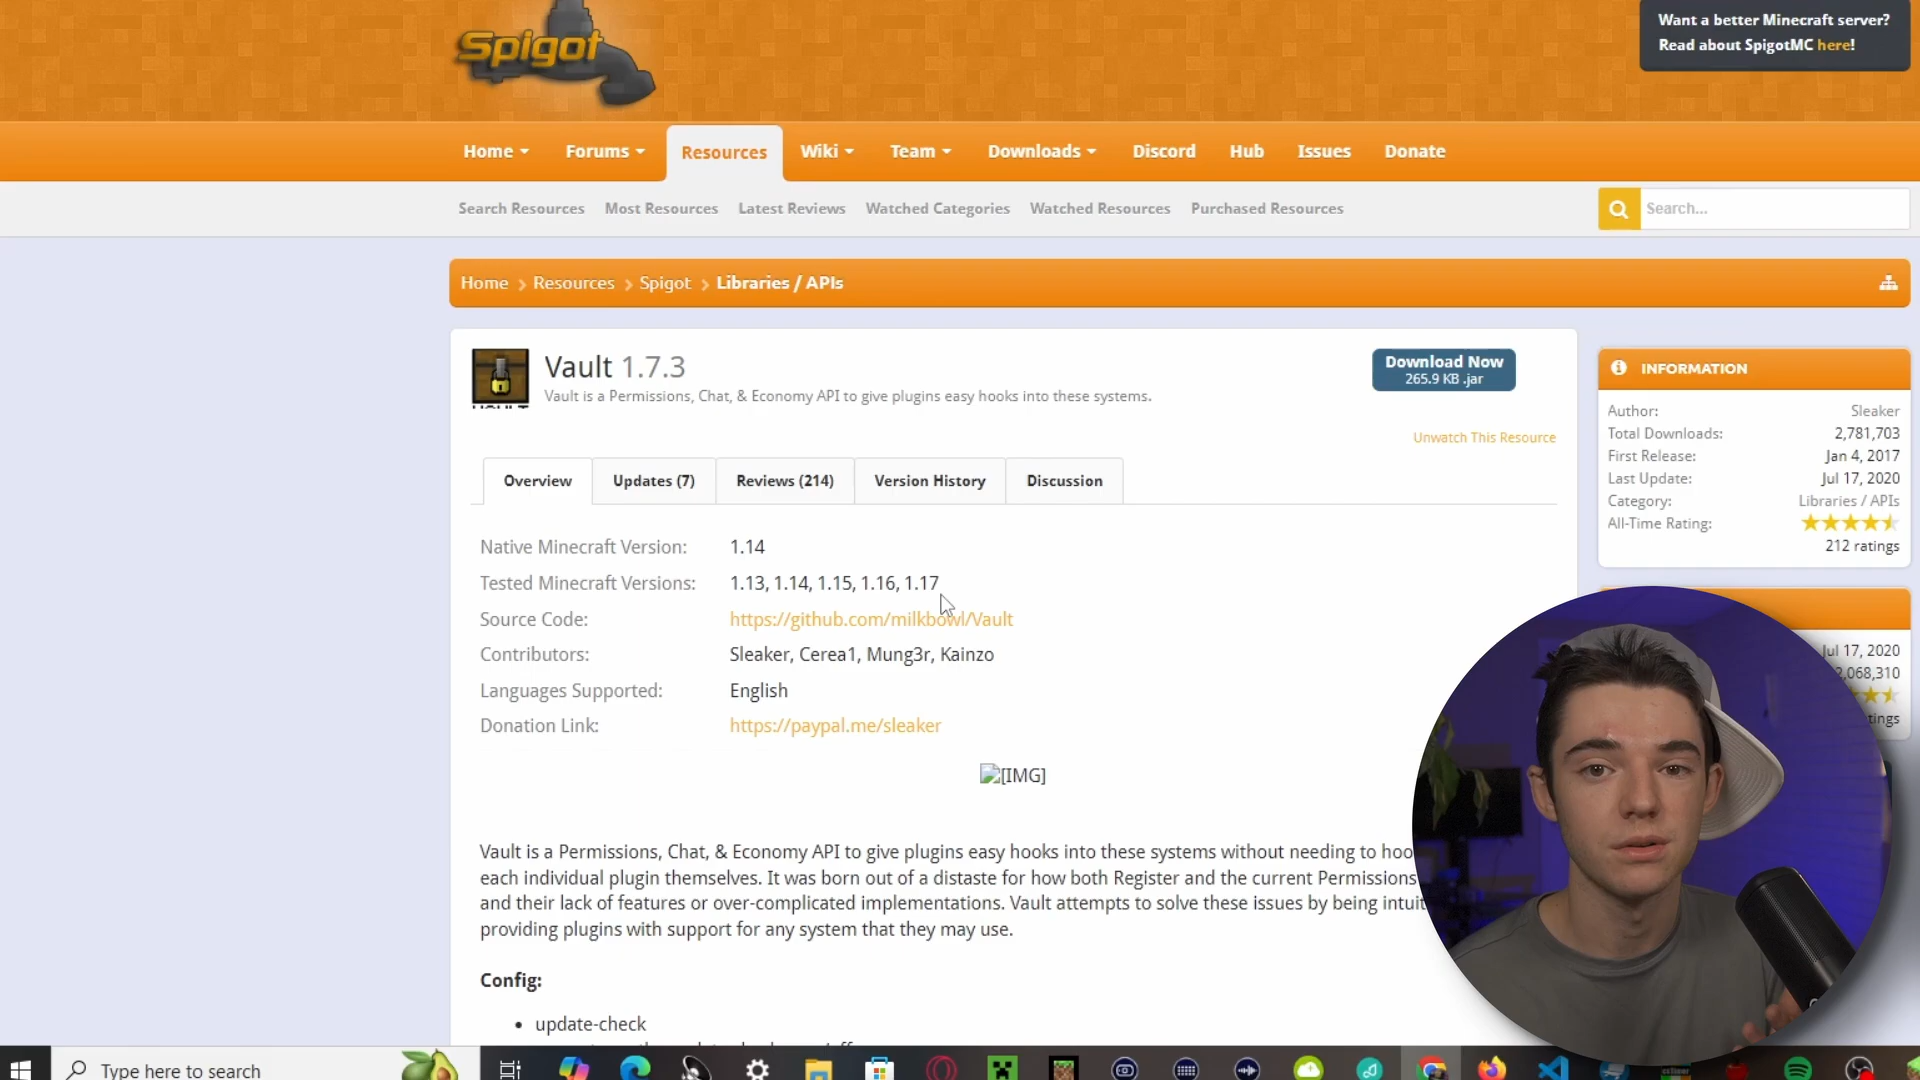 Want a better Minecraft server?
Read about SpigotMC here!
Spigot
Home
Forums
Resources
Wiki
Team
Downloads
Discord
Hub
Issues
Donate
Search Resources
Most Resources
Latest Reviews
Watched Categories
Watched Resources
Purchased Resources
Search...
Home
Resources
Spigot
Libraries / APIs
Vault 1.7.3
Vault is a Permissions, Chat, & Economy API to give plugins easy hooks into these systems.
Download Now
265.9 KB .jar
Unwatch This Resource
Overview
Updates (7)
Reviews (214)
Version History
Discussion
Native Minecraft Version: 1.14
Tested Minecraft Versions: 1.13, 1.14, 1.15, 1.16, 1.17
Source Code: https://github.com/milkbowl/Vault
Contributors: Sleaker, Cerea1, Mung3r, Kainzo
Languages Supported: English
Donation Link: https://paypal.me/sleaker
[IMG]
Vault is a Permissions, Chat, & Economy API to give plugins easy hooks into these systems without needing to hoo
each individual plugin themselves. It was born out of a distaste for how both Register and the current Permissions
and their lack of features or over-complicated implementations. Vault attempts to solve these issues by being intuit
providing plugins with support for any system that they may use.
Config:
• update-check
INFORMATION
Author: Sleaker
Total Downloads: 2,781,703
First Release: Jan 4, 2017
Last Update: Jul 17, 2020
Category: Libraries / APIs
All-Time Rating:
212 ratings
Jul 17, 2020
2,068,310
tings
Type here to search